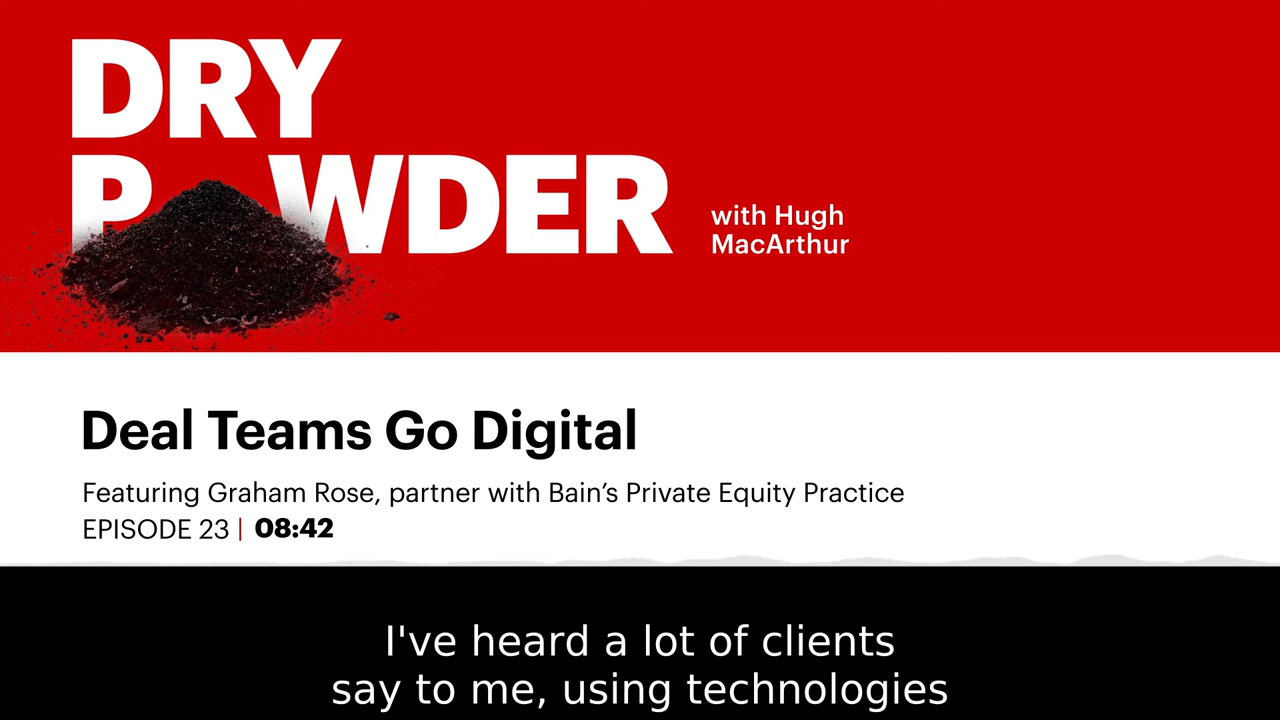 DRY
POWDER
with Hugh
MacArthur
Deal Teams Go Digital
Featuring Graham Rose, partner with Bain’s Private Equity Practice
EPISODE 23 | 08:42
I've heard a lot of clients
say to me, using technologies